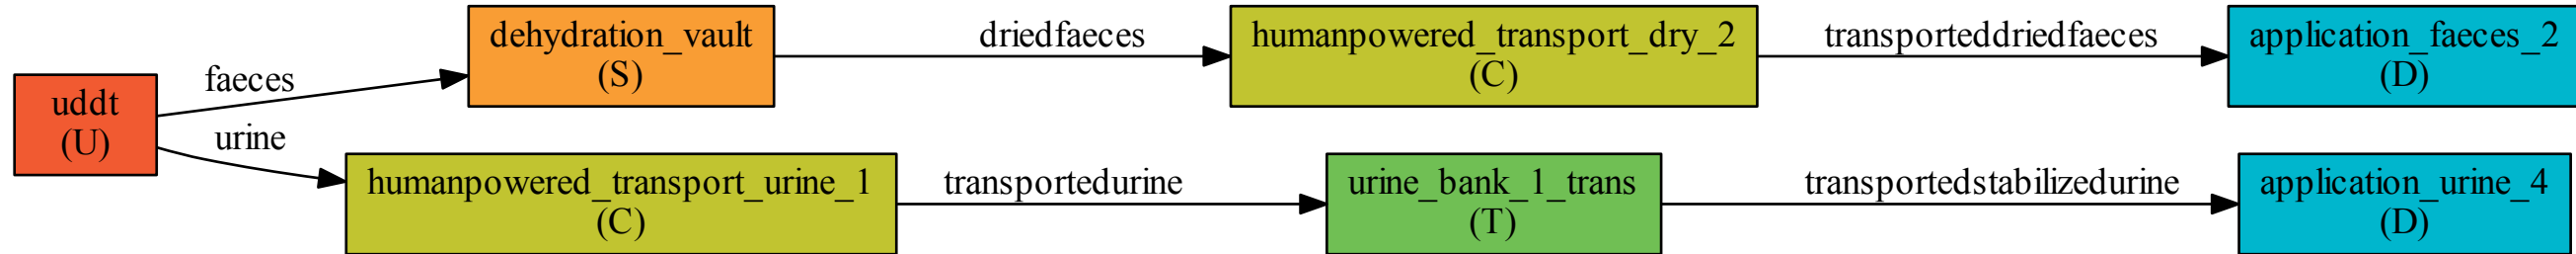 uddt
(U)
faeces
urine
dehydration_vault
(S)
driedfaeces
humanpowered_transport_dry_2
(C)
transporteddriedfaeces
application_faeces_2
(D)
humanpowered_transport_urine_1
(C)
transportedurine
urine_bank_1_trans
(T)
transportedstabilizedurine
application_urine_4
(D)